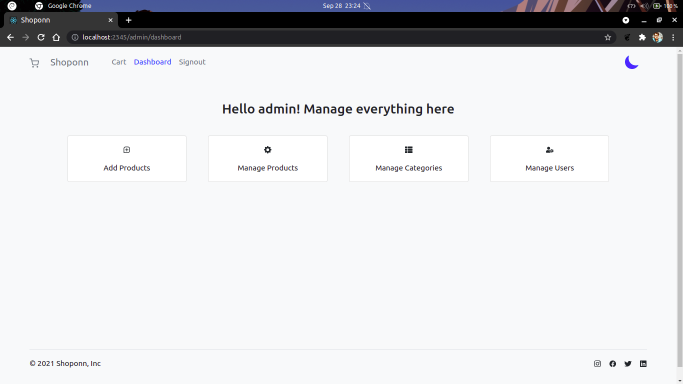 Google Chrome
Sep 28 23:24
100 %
Shoponn
localhost:2345/admin/dashboard
Shoponn
Cart
Dashboard
Signout
Hello admin! Manage everything here
Add Products
Manage Products
Manage Categories
Manage Users
© 2021 Shoponn, Inc